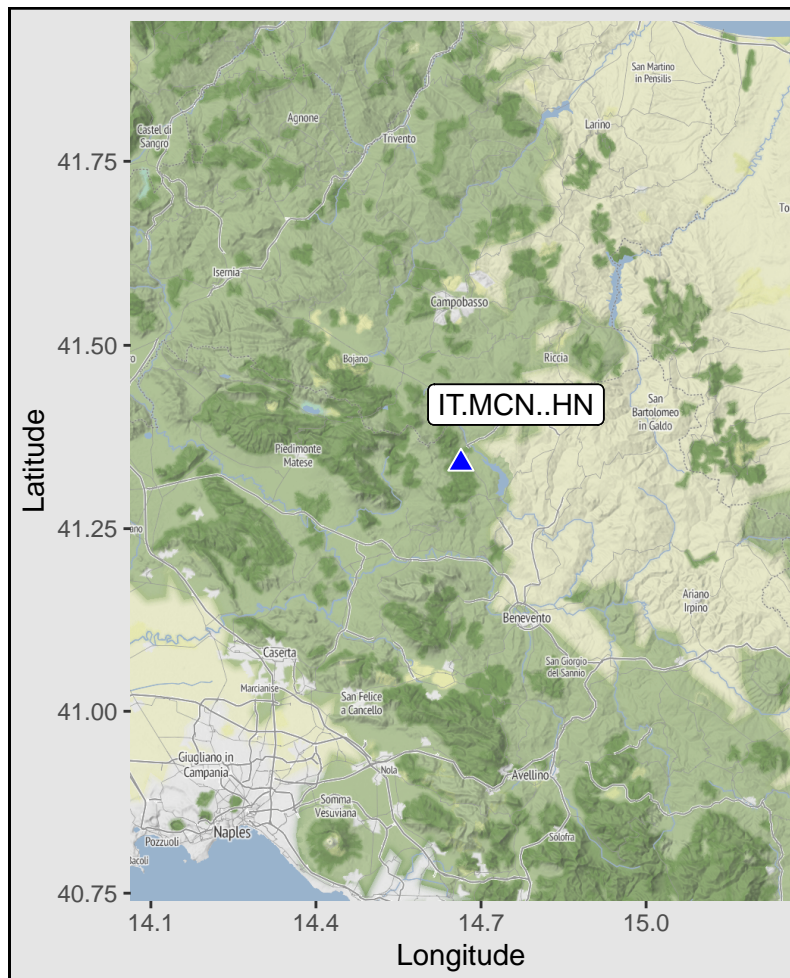 San Martino
in Pensilis
Agnone
Larino
Castel di
Sangro
Trivento
41.75
Isernia
Campobasso
41.50
Bojano
Riccia
IT.MCN..HN
San
Bartolomeo
in Galdo
Piedimonte
Matese
Latitude
41.25
Ariano
Irpino
Benevento
Caserta
San Giorgio
del Sannio
Marcianise
San Felice
a Cancello
41.00
Giugliano in
Campania
Nola
Avellino
Somma
Vesuviana
Naples
Solofra
Pozzuoli
40.75
14.1
14.4
14.7
15.0
Longitude